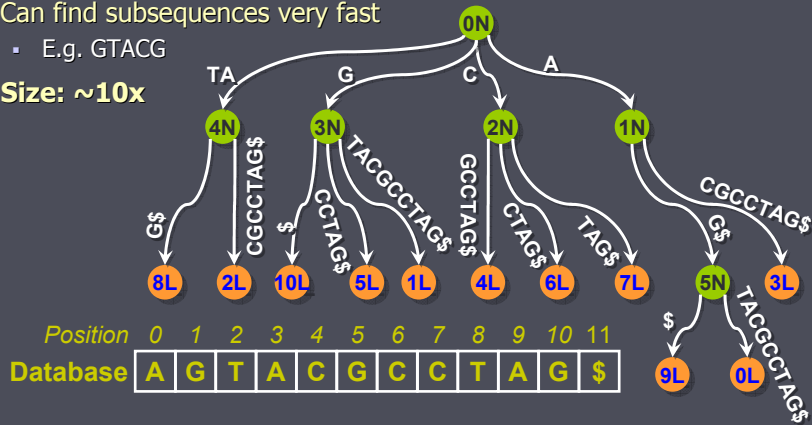 Can find subsequences very fast
▪ E.g. GTACG
Size: ~10x
0N
TA G C A
4N 3N 2N 1N
G$ CGCCTAG$ $ CCTAG$ TACGCCTAG$ GCCTAG$ CTAG$ TAG$ G$ CGCCTAG$
8L 2L 10L 5L 1L 4L 6L 7L 5N 3L
$ TACGCCTAG$
9L 0L
Position 0 1 2 3 4 5 6 7 8 9 10 11
Database A G T A C G C C T A G $